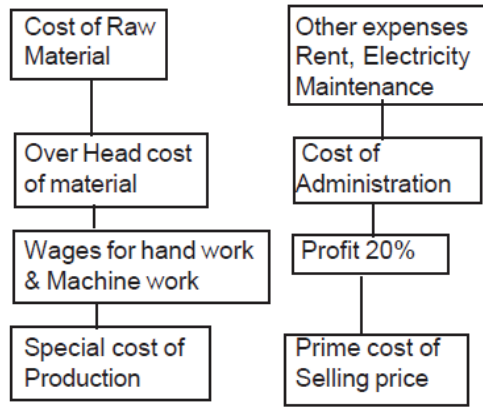 Cost of Raw
Material
Over Head cost
of material
Wages for hand work
& Machine work
Special cost of
Production
Other expenses
Rent, Electricity
Maintenance
Cost of
Administration
Profit 20%
Prime cost of
Selling price